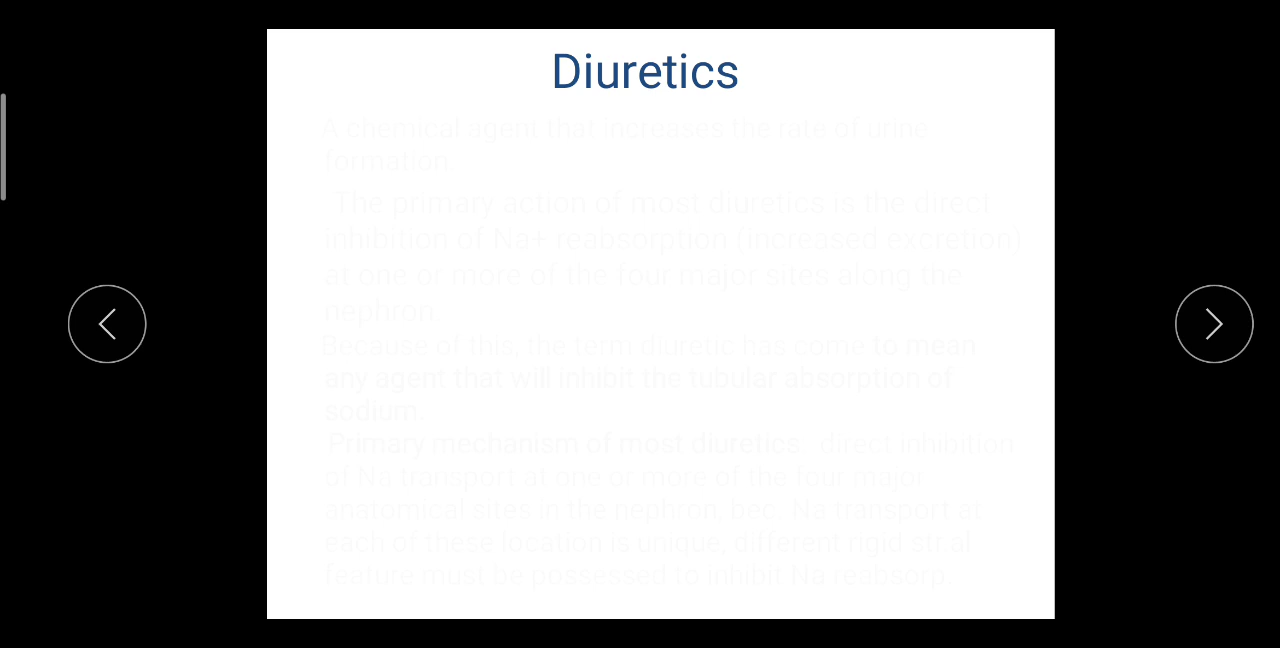 Diuretics
A chemical agent that increases the rate of urine
formation.
The primary action of most diuretics is the direct
inhibition of Na+ reabsorption (increased excretion)
at one or more of the four major sites along the
nephron.
Because of this, the term diuretic has come to mean
any agent that will inhibit the tubular absorption of
sodium.
Primary mechanism of most diuretics direct inhibition
of Na transport at one or more of the four major
anatomical sites in the nephron, bec. Na transport at
each of these location is unique, different rigid str.al
feature must be possessed to inhibit Na reabsorp.